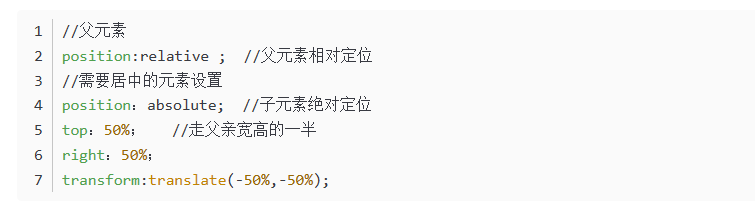 1 //父元素
2 position:relative ;  //父元素相对定位
3 //需要居中的元素设置
4 position：absolute;  //子元素绝对定位
5 top：50%；   //走父亲宽高的一半
6 right：50%；
7 transform:translate(-50%,-50%);